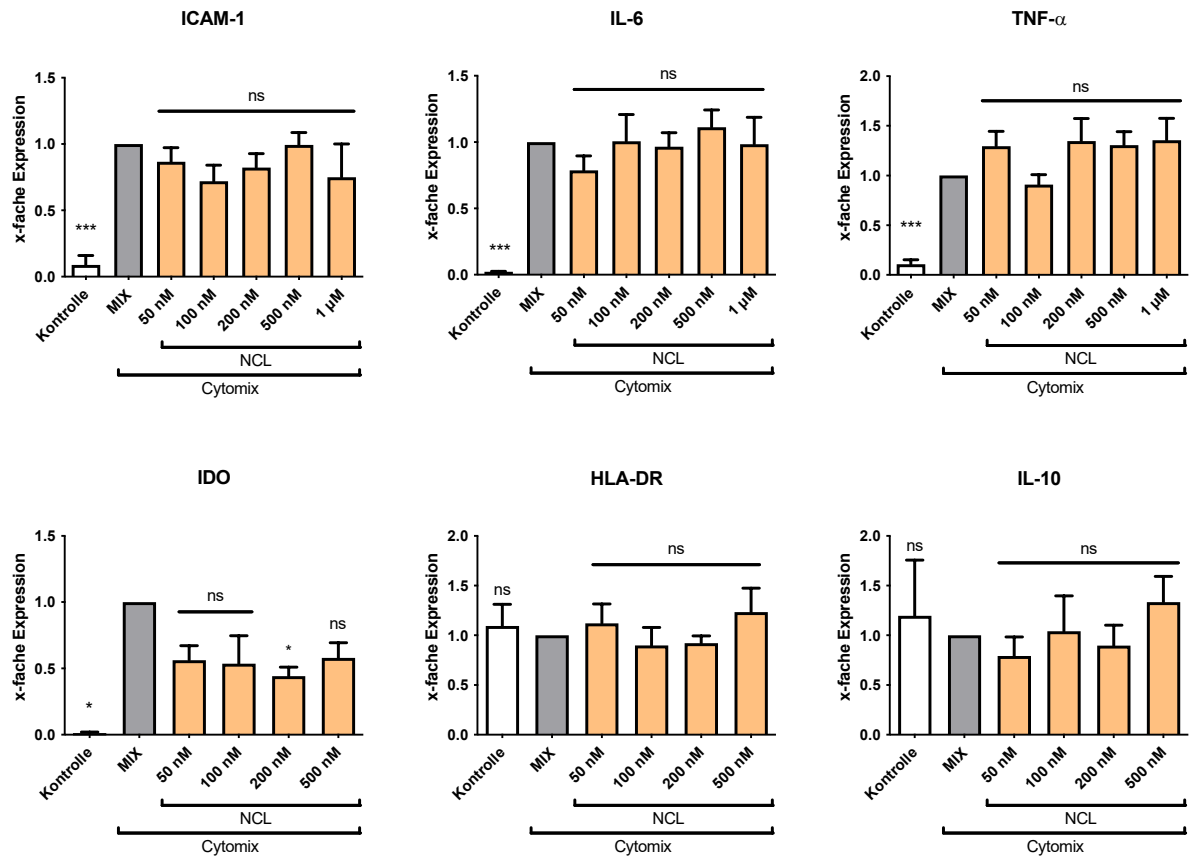 ICAM-1
x-fache Expression
1.5
1.0
0.5
0.0
ns
***
Kontrolle
MIX
50 nM
100 nM
200 nM
500 nM
1 µM
NCL
Cytomix
IL-6
x-fache Expression
1.5
1.0
0.5
0.0
ns
***
Kontrolle
MIX
50 nM
100 nM
200 nM
500 nM
1 µM
NCL
Cytomix
TNF-α
x-fache Expression
2.0
1.5
1.0
0.5
0.0
ns
***
Kontrolle
MIX
50 nM
100 nM
200 nM
500 nM
1 µM
NCL
Cytomix
IDO
x-fache Expression
1.5
1.0
0.5
0.0
ns
ns
*
*
Kontrolle
MIX
50 nM
100 nM
200 nM
500 nM
NCL
Cytomix
HLA-DR
x-fache Expression
2.0
1.5
1.0
0.5
0.0
ns
ns
Kontrolle
MIX
50 nM
100 nM
200 nM
500 nM
NCL
Cytomix
IL-10
x-fache Expression
2.0
1.5
1.0
0.5
0.0
ns
ns
Kontrolle
MIX
50 nM
100 nM
200 nM
500 nM
NCL
Cytomix